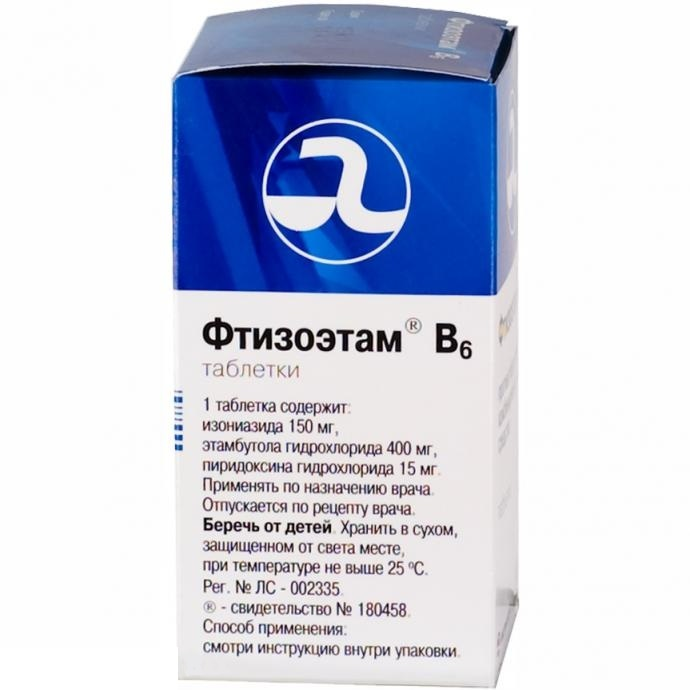 Фтизоэтам® В6
таблетки
1 таблетка содержит:
изониазида 150 мг,
этамбутола гидрохлорида 400 мг,
пиридоксина гидрохлорида 15 мг.
Применять по назначению врача.
Отпускается по рецепту врача.
Беречь от детей. Хранить в сухом,
защищенном от света месте,
при температуре не выше 25 ºС.
Рег. № ЛС - 002335.
® - свидетельство № 180458.
Способ применения:
смотри инструкцию внутри упаковки.